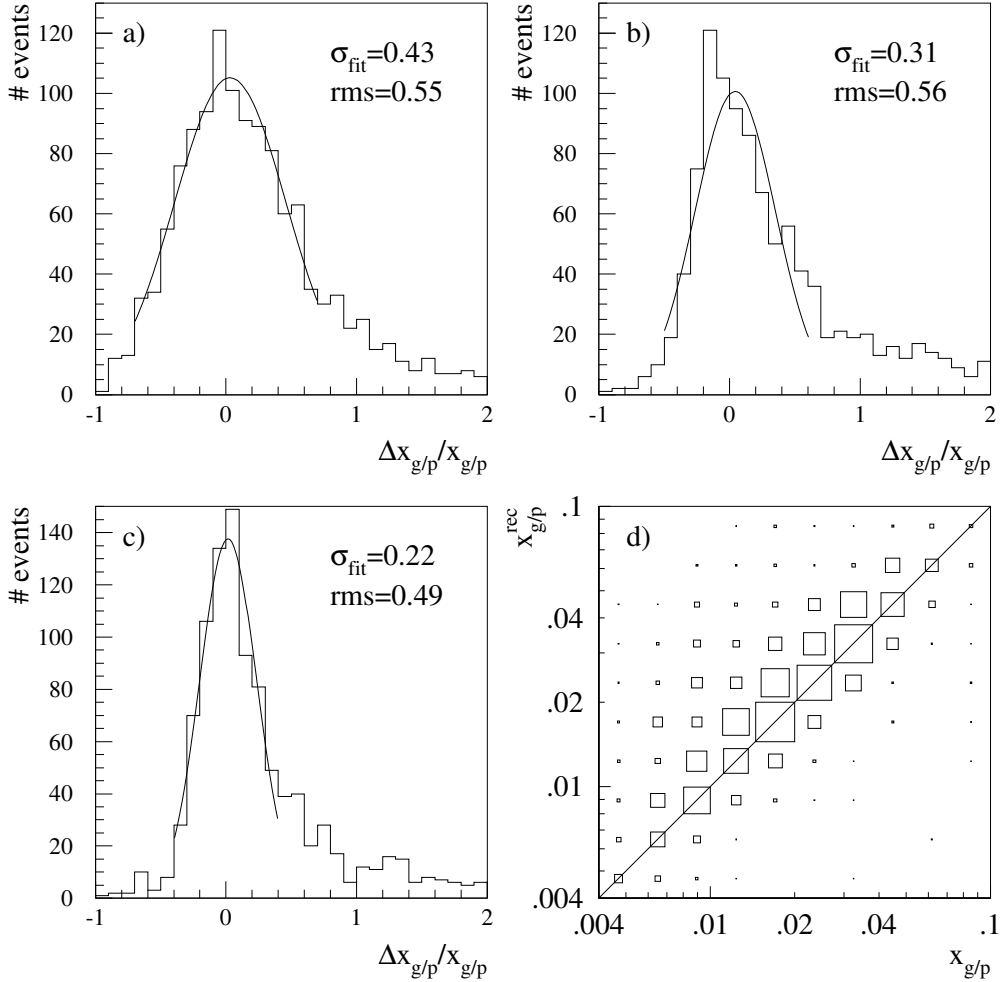 a)
σfit=0.43
rms=0.55
# events
120
100
80
60
40
20
0
-1 0 1 2
Δxg/p/xg/p
b)
σfit=0.31
rms=0.56
# events
120
100
80
60
40
20
0
-1 0 1 2
Δxg/p/xg/p
c)
σfit=0.22
rms=0.49
# events
140
120
100
80
60
40
20
0
-1 0 1 2
Δxg/p/xg/p
d)
xrecg/p
.1
.04
.02
.01
.004
.004 .01 .02 .04 .1
xg/p